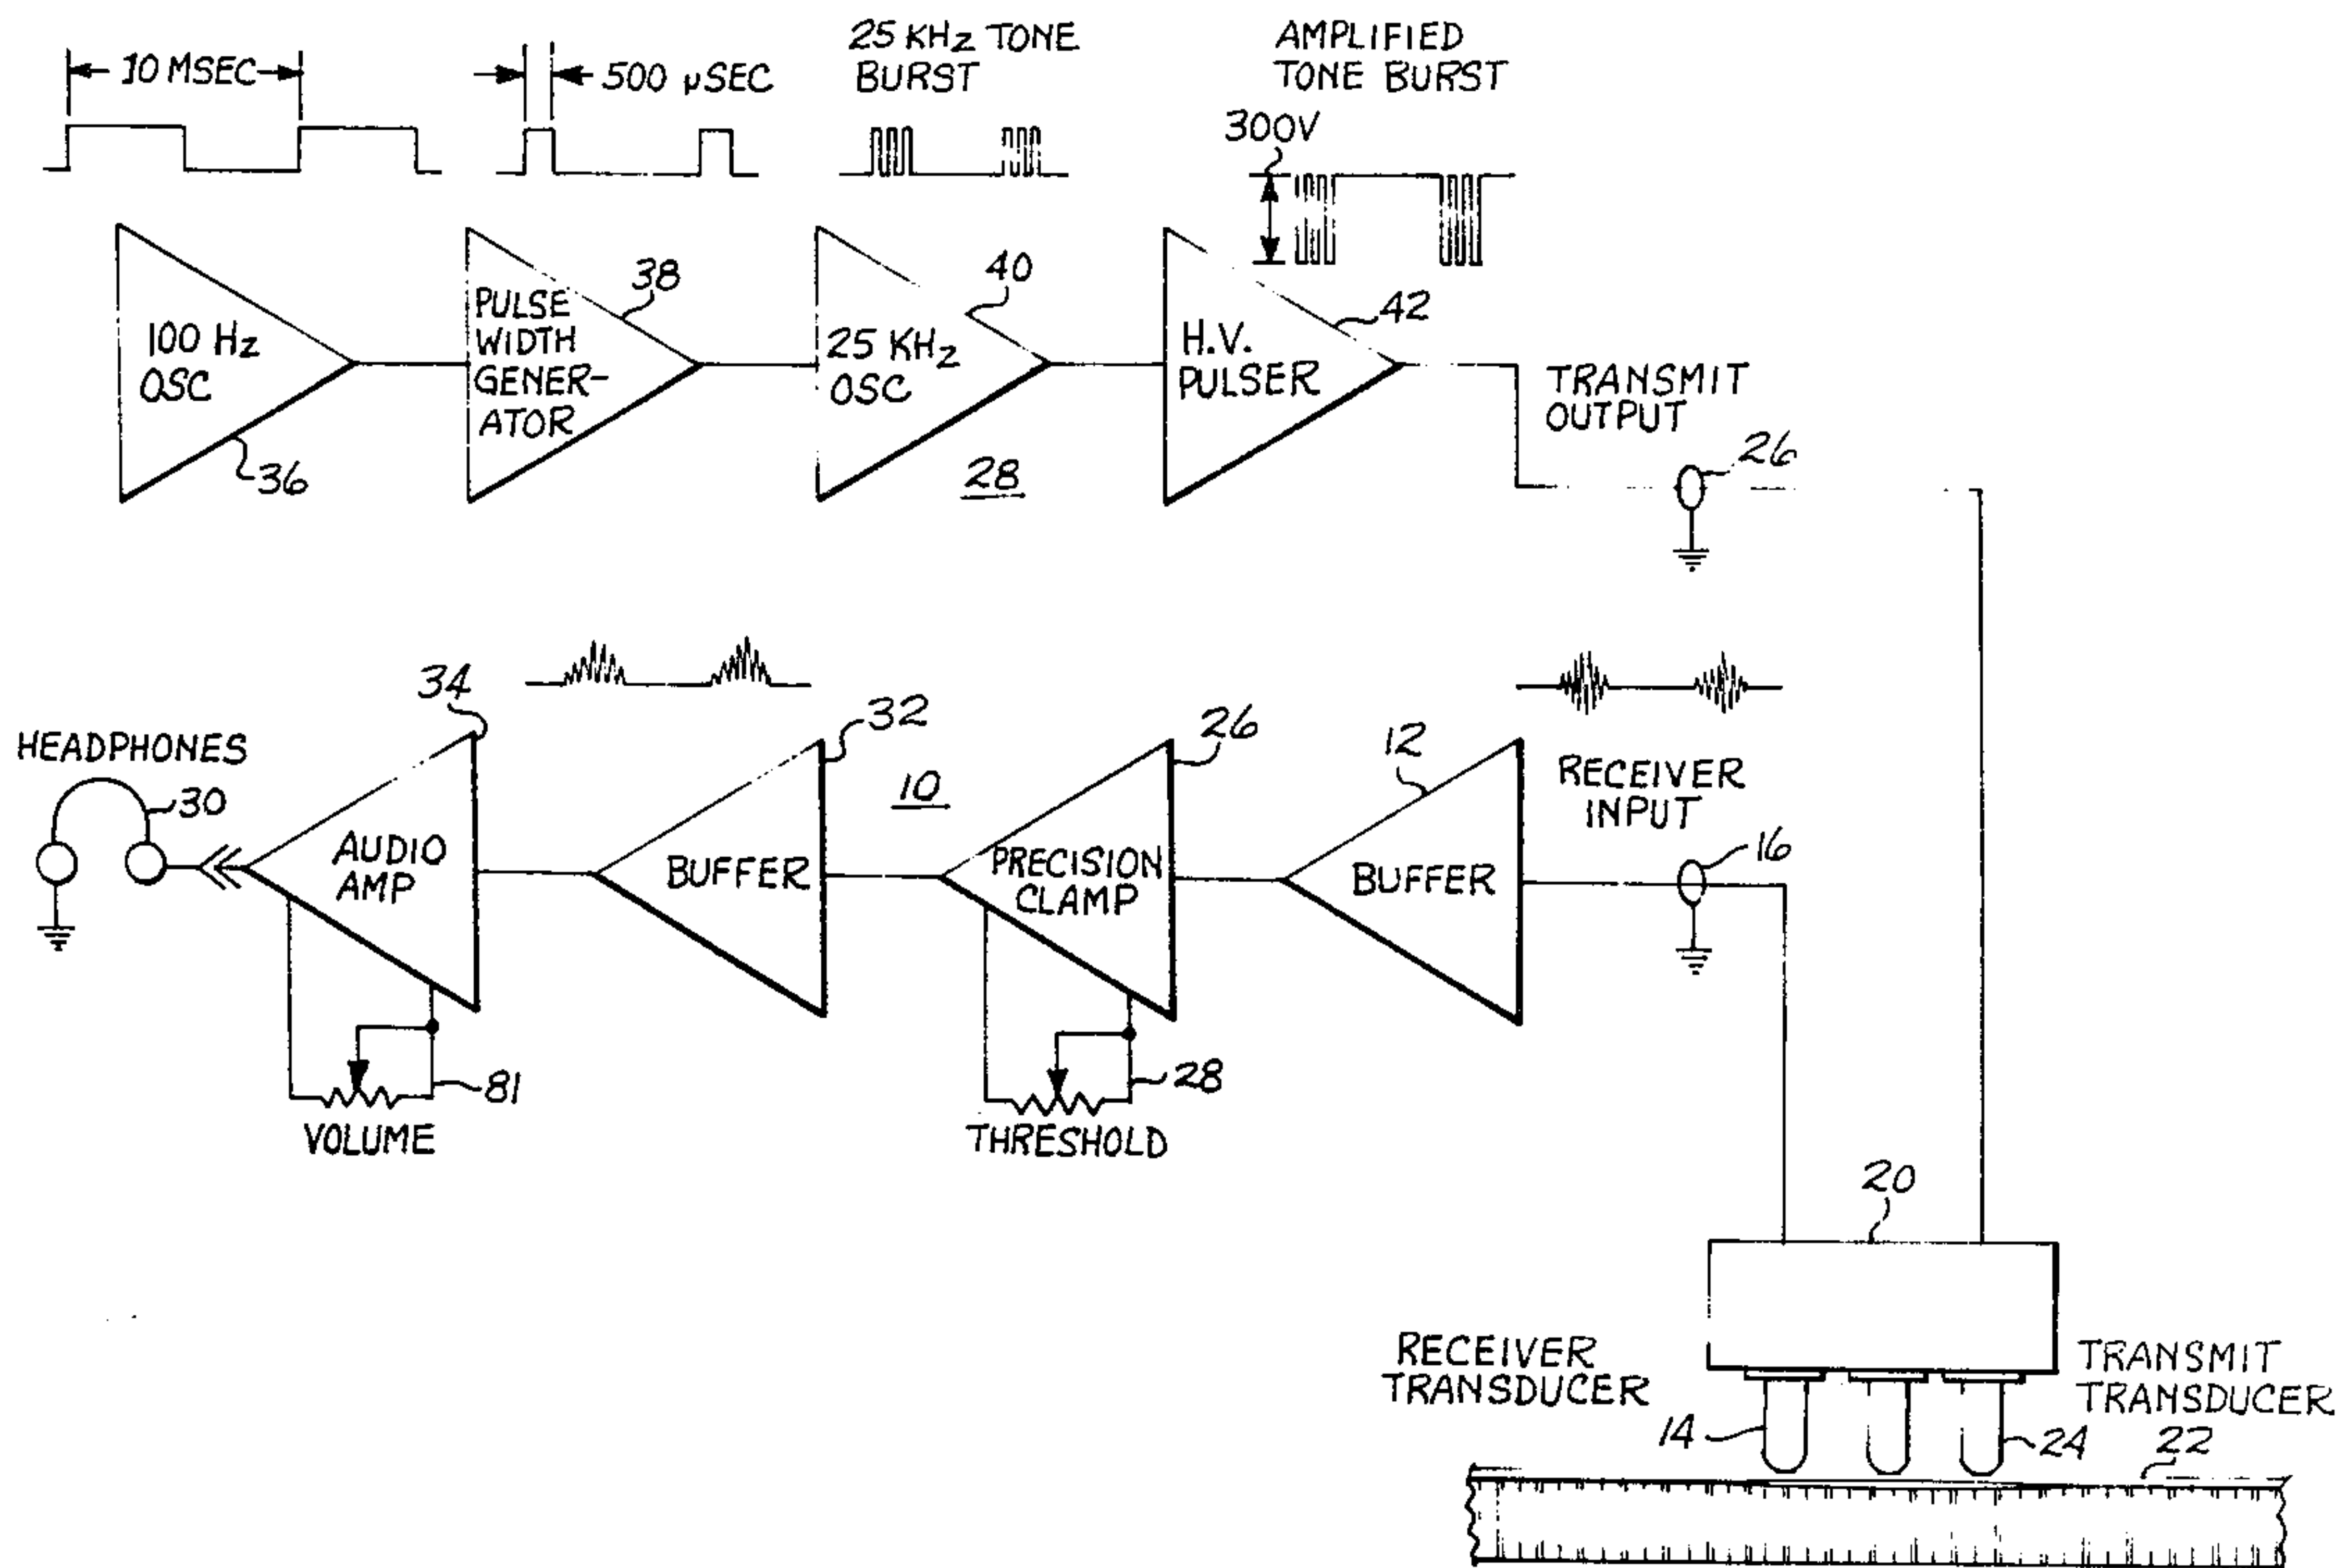 10 MSEC
500 µSEC
25 KHz TONE
BURST
AMPLIFIED
TONE BURST
300V
100 Hz
OSC
36
PULSE
WIDTH
GENER-
ATOR
38
25 KHz
OSC
40
28
H.V.
PULSER
42
TRANSMIT
OUTPUT
26
HEADPHONES
30
34
AUDIO
AMP
81
VOLUME
32
BUFFER
10
26
PRECISION
CLAMP
28
THRESHOLD
12
BUFFER
RECEIVER
INPUT
16
20
RECEIVER
TRANSDUCER
TRANSMIT
TRANSDUCER
14
24
22